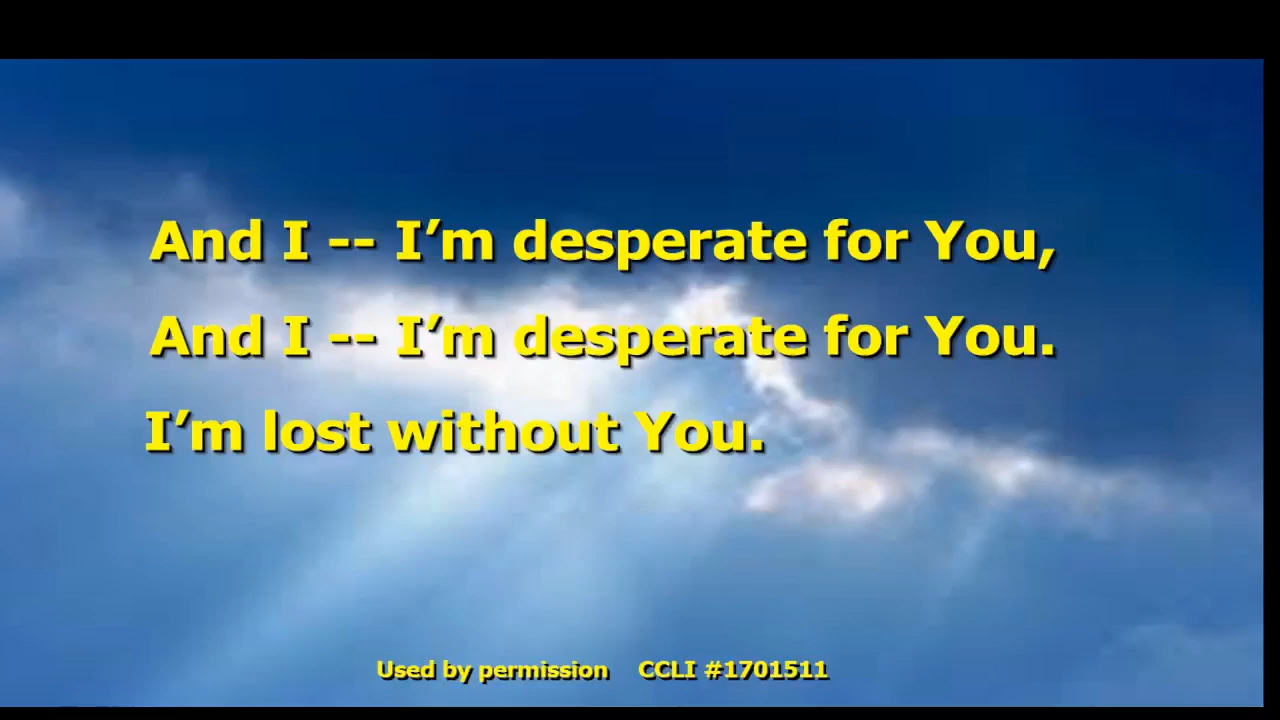 And I -- I’m desperate for You,
And I -- I’m desperate for You.
I’m lost without You.
Used by permission CCLI #1701511